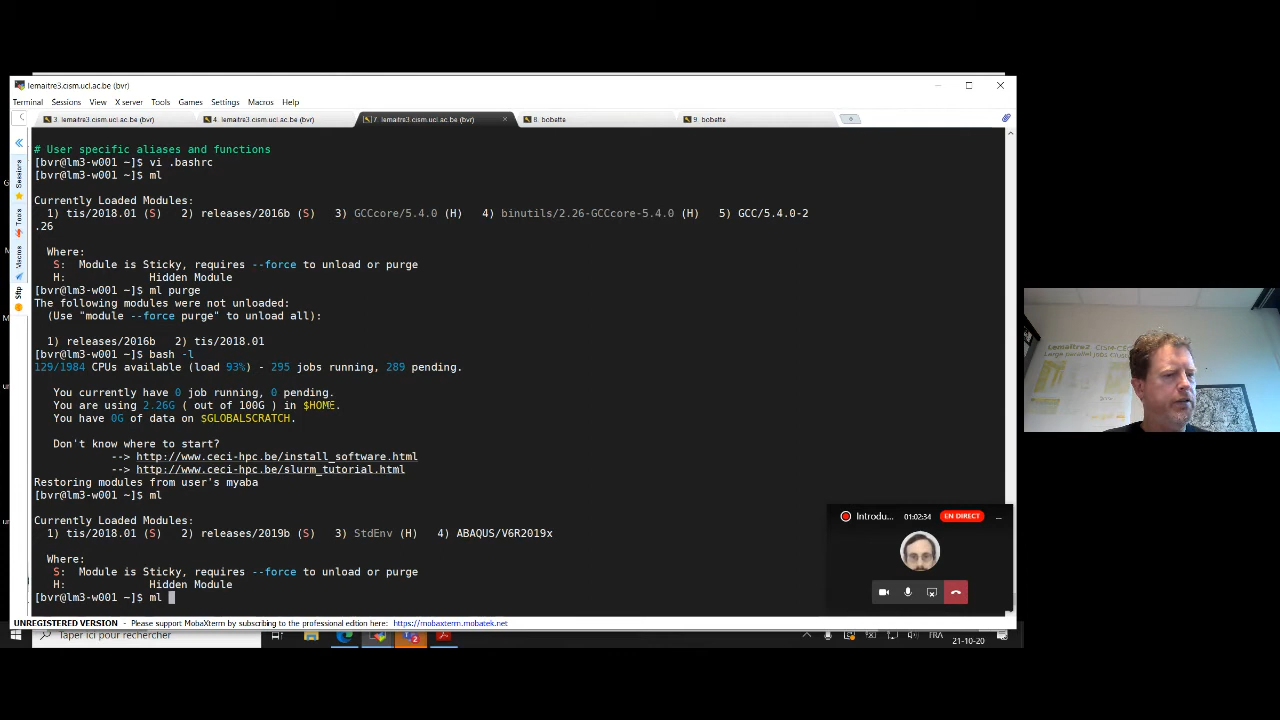 lemaitre3.cism.ucl.ac.be (bvr)
Terminal Sessions View X server Tools Games Settings Macros Help
3. lemaitre3.cism.ucl.ac.be (bvr) 4. lemaitre3.cism.ucl.ac.be (bvr) 7. lemaitre3.cism.ucl.ac.be (bvr) 8. bobette 9. bobette
Sessions
Tools
Macros
Sftp
# User specific aliases and functions
[bvr@lm3-w001 ~]$ vi .bashrc
[bvr@lm3-w001 ~]$ ml
Currently Loaded Modules:
1) tis/2018.01 (S) 2) releases/2016b (S) 3) GCCcore/5.4.0 (H) 4) binutils/2.26-GCCcore-5.4.0 (H) 5) GCC/5.4.0-2
.26
Where:
S: Module is Sticky, requires --force to unload or purge
H: Hidden Module
[bvr@lm3-w001 ~]$ ml purge
The following modules were not unloaded:
(Use "module --force purge" to unload all):
1) releases/2016b 2) tis/2018.01
[bvr@lm3-w001 ~]$ bash -l
129/1984 CPUs available (load 93%) - 295 jobs running, 289 pending.
You currently have 0 job running, 0 pending.
You are using 2.26G ( out of 100G ) in $HOME.
You have 0G of data on $GLOBALSCRATCH.
Don't know where to start?
--> http://www.ceci-hpc.be/install_software.html
--> http://www.ceci-hpc.be/slurm_tutorial.html
Restoring modules from user's myaba
[bvr@lm3-w001 ~]$ ml
Currently Loaded Modules:
1) tis/2018.01 (S) 2) releases/2019b (S) 3) StdEnv (H) 4) ABAQUS/V6R2019x
Where:
S: Module is Sticky, requires --force to unload or purge
H: Hidden Module
[bvr@lm3-w001 ~]$ ml
Introdu... 01:02:34 EN DIRECT
UNREGISTERED VERSION - Please support MobaXterm by subscribing to the professional edition here: https://mobaxterm.mobatek.net
Taper ici pour rechercher
FRA
21-10-20
Lemaitre2